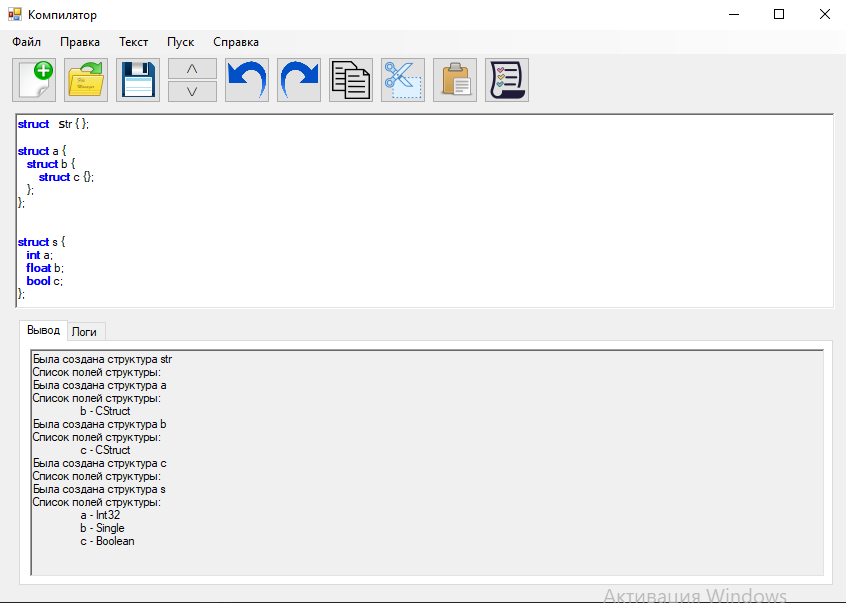 Компилятор
Файл Правка Текст Пуск Справка
struct str { };
struct a {
struct b {
struct c {};
};
};
struct s {
int a;
float b;
bool c;
};
Вывод Логи
Была создана структура str
Список полей структуры:
Была создана структура a
Список полей структуры:
b - CStruct
Была создана структура b
Список полей структуры:
c - CStruct
Была создана структура c
Список полей структуры:
Была создана структура s
Список полей структуры:
a - Int32
b - Single
c - Boolean
Активация Windows